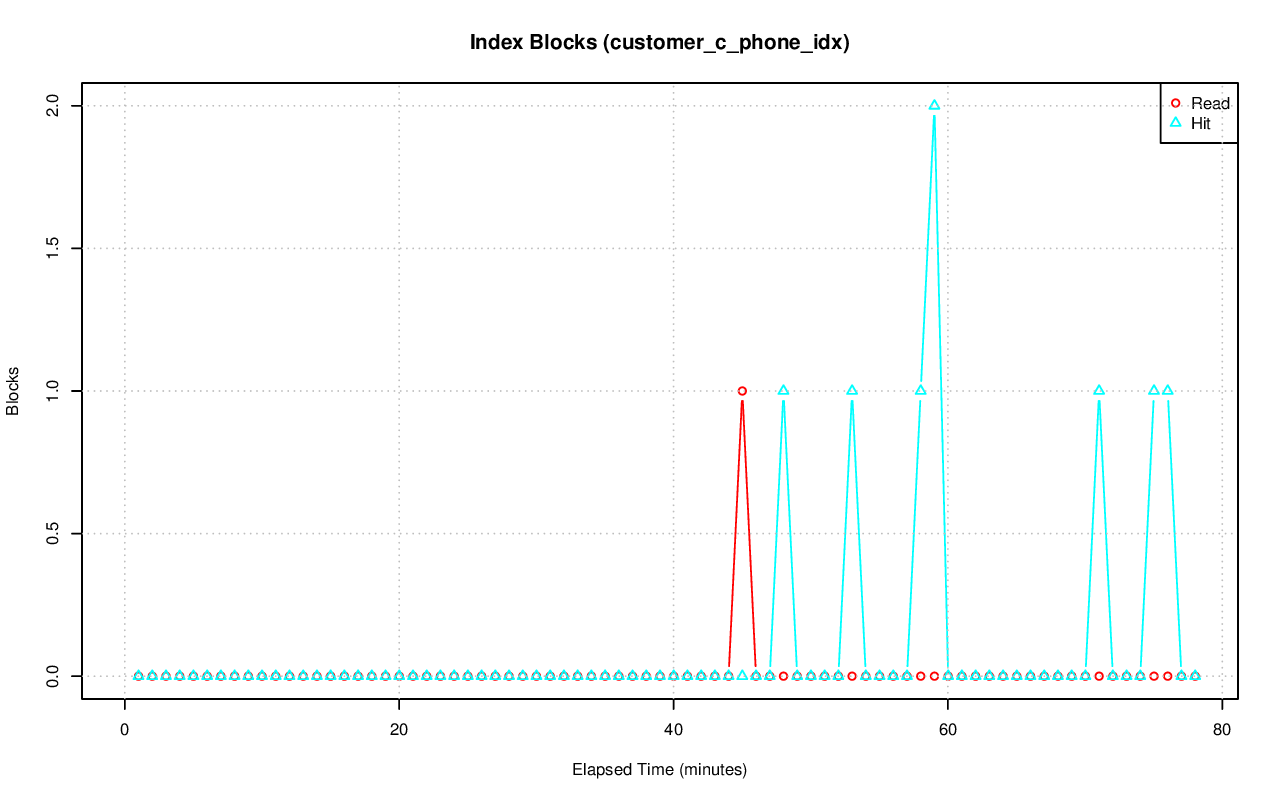 Index Blocks (customer_c_phone_idx)
Read
Hit
2.0
1.5
1.0
0.5
0.0
Blocks
0 20 40 60 80
Elapsed Time (minutes)